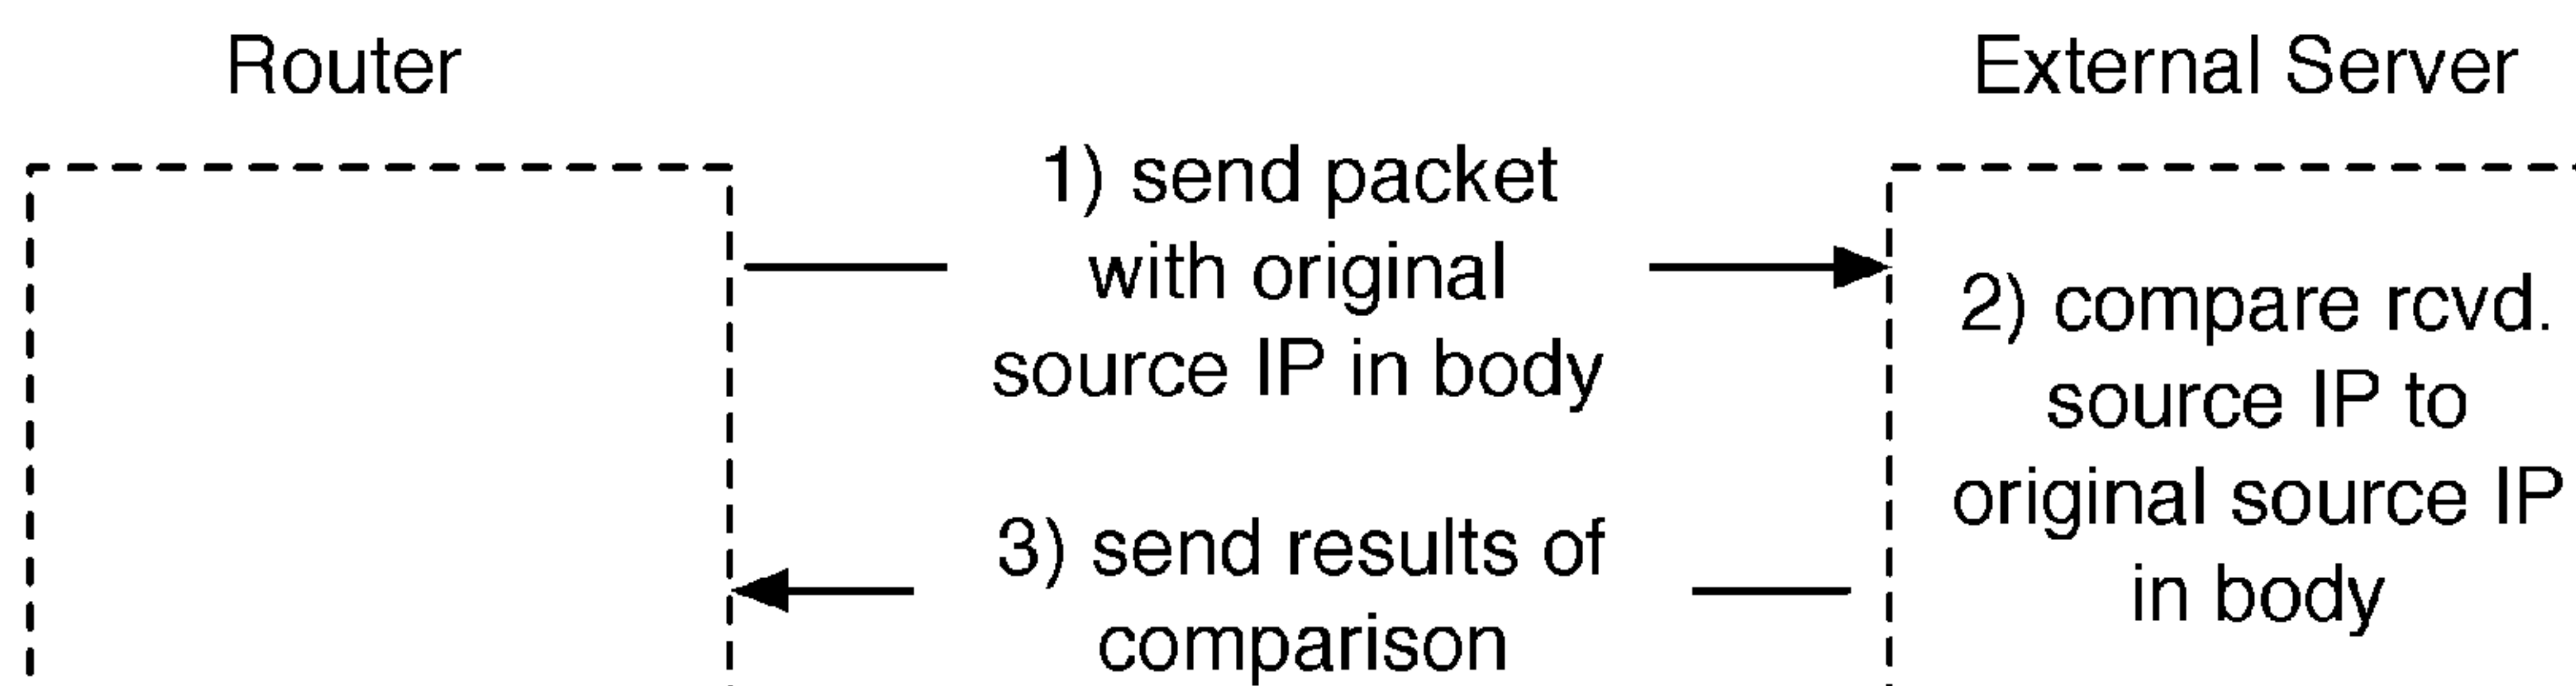 Router
External Server
1) send packet
with original
source IP in body
2) compare rcvd.
source IP to
original source IP
in body
3) send results of
comparison